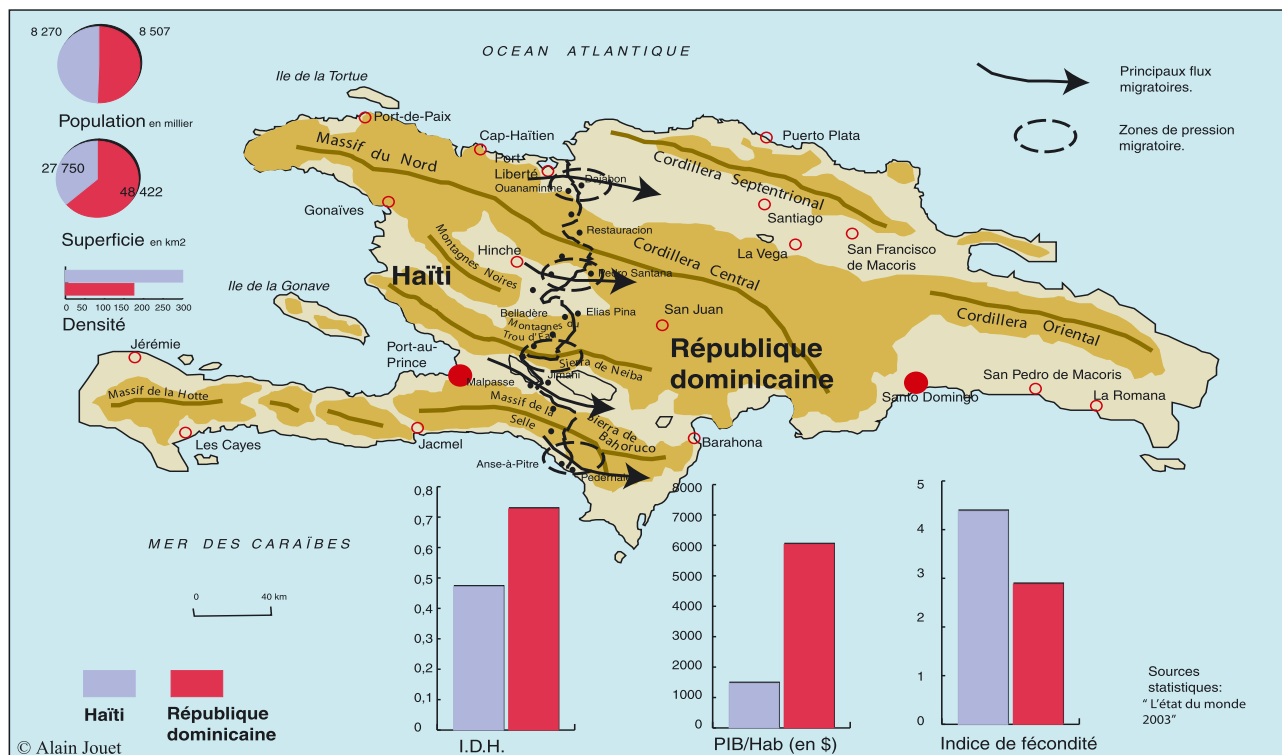 8 270
8 507
Population en millier
27 750
48 422
Superficie en km2
0 50 100 150 200 250 300
Densité
OCEAN ATLANTIQUE
Principaux flux
migratoires.
Zones de pression
migratoire.
Ile de la Tortue
Port-de-Paix
Cap-Haïtien
Port
Liberté
Ouanaminthe
Dajabon
Puerto Plata
Massif du Nord
Cordillera Septentrional
Gonaïves
Restauracion
Santiago
La Vega
San Francisco
de Macoris
Montagnes Noires
Hinche
Haïti
Pedro Santana
Cordillera Central
Ile de la Gonave
Belladère
Elias Pina
San Juan
Cordillera Oriental
Montagnes du
Trou d'Eau
Jérémie
Port-au-
Prince
Malpasse
Jimani
Sierra de Neiba
République
dominicaine
Santo Domingo
San Pedro de Macoris
La Romana
Massif de la Hotte
Les Cayes
Jacmel
Massif de la
Selle
Sierra de
Bahoruco
Barahona
Anse-à-Pitre
Pedernales
MER DES CARAÏBES
0 40 km
Haïti
République
dominicaine
0,8
0,7
0,6
0,5
0,4
0,3
0,2
0,1
0
I.D.H.
8000
7000
6000
5000
4000
3000
2000
1000
0
PIB/Hab (en $)
5
4
3
2
1
0
Indice de fécondité
Sources
statistiques:
" L'état du monde
2003"
© Alain Jouet